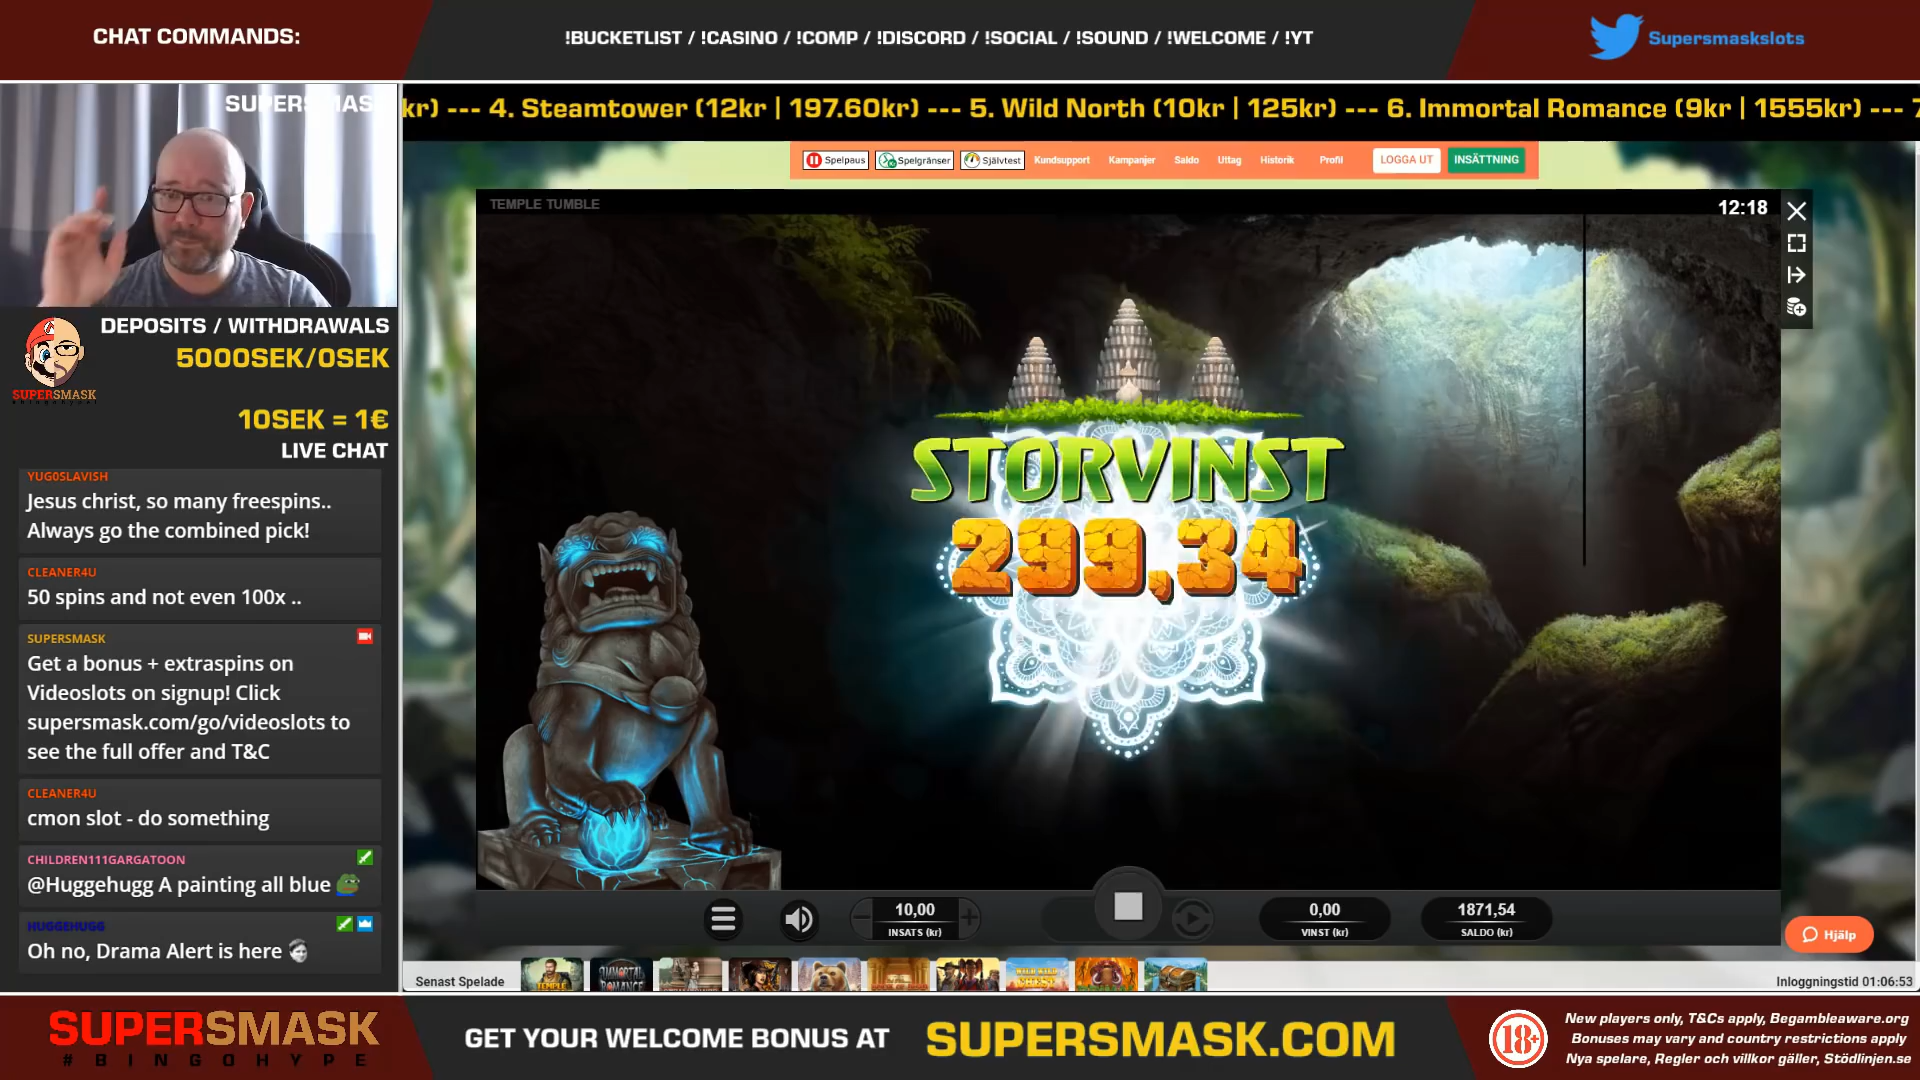 CHAT COMMANDS:
!BUCKETLIST / !CASINO / !COMP / !DISCORD / !SOCIAL / !SOUND / !WELCOME / !YT
Supersmaskslots
SUPERSMASK
kr) --- 4. Steamtower (12kr | 197.60kr) --- 5. Wild North (10kr | 125kr) --- 6. Immortal Romance (9kr | 1555kr) --- 7
Spelpaus Spelgränser Självtest Kundsupport Kampanjer Saldo Uttag Historik Profil LOGGA UT INSÄTTNING
TEMPLE TUMBLE
12:18
DEPOSITS / WITHDRAWALS
5000SEK/0SEK
SUPERSMASK
10SEK = 1€
LIVE CHAT
YUG0SLAVISH
Jesus christ, so many freespins..
Always go the combined pick!
CLEANER4U
50 spins and not even 100x ..
SUPERSMASK
Get a bonus + extraspins on
Videoslots on signup! Click
supersmask.com/go/videoslots to
see the full offer and T&C
CLEANER4U
cmon slot - do something
CHILDREN111GARGATOON
@Huggehugg A painting all blue
HUGGEHUGG
Oh no, Drama Alert is here
STORVINST
299,34
10,00
INSATS (kr)
0,00
VINST (kr)
1871,54
SALDO (kr)
Hjälp
Senast Spelade
TEMPLE
IMMORTAL
ROMANCE
Inloggningstid 01:06:53
SUPERSMASK
#BINGOHYPE
GET YOUR WELCOME BONUS AT
SUPERSMASK.COM
18+
New players only, T&Cs apply, Begambleaware.org
Bonuses may vary and country restrictions apply
Nya spelare, Regler och villkor gäller, Stödlinjen.se